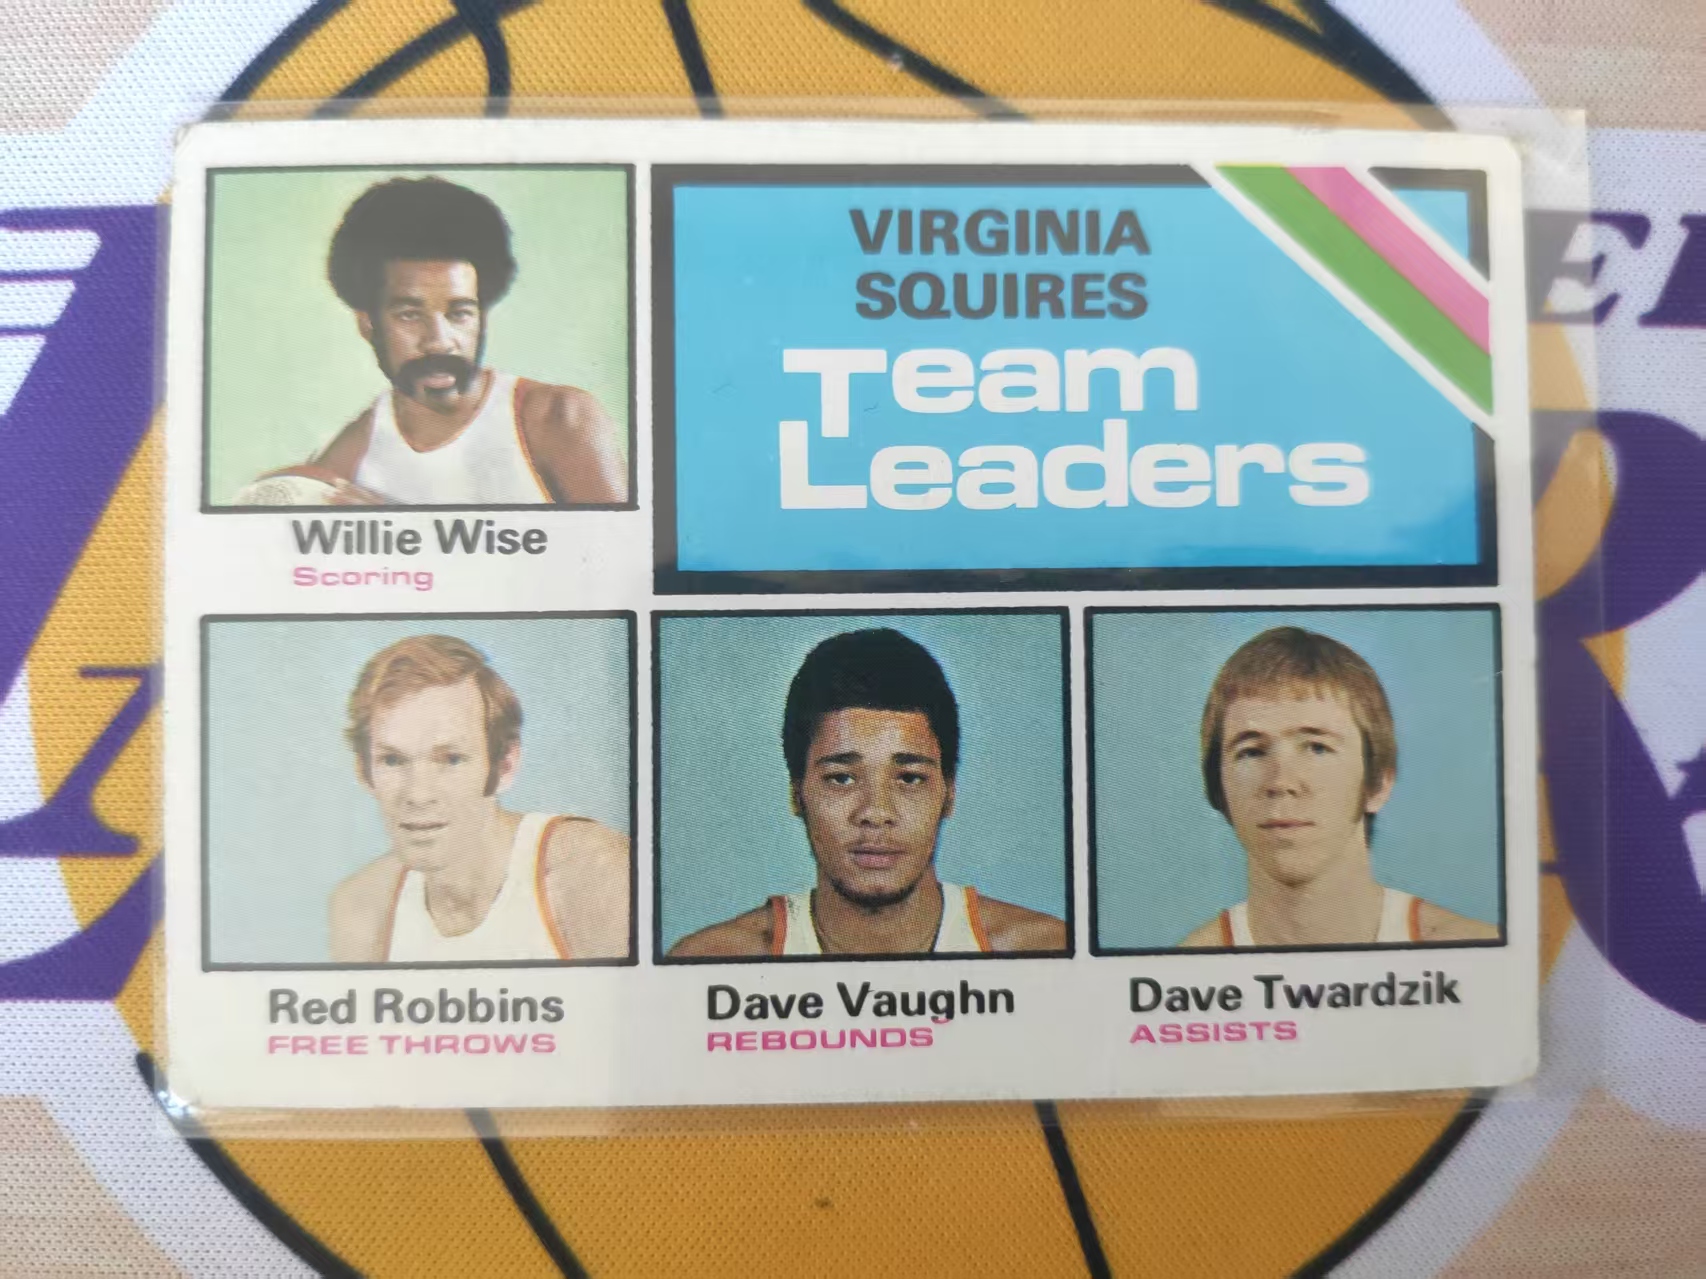 VIRGINIA
SQUIRES
Team
Leaders
Willie Wise
Scoring
Red Robbins
FREE THROWS
Dave Vaughn
REBOUNDS
Dave Twardzik
ASSISTS